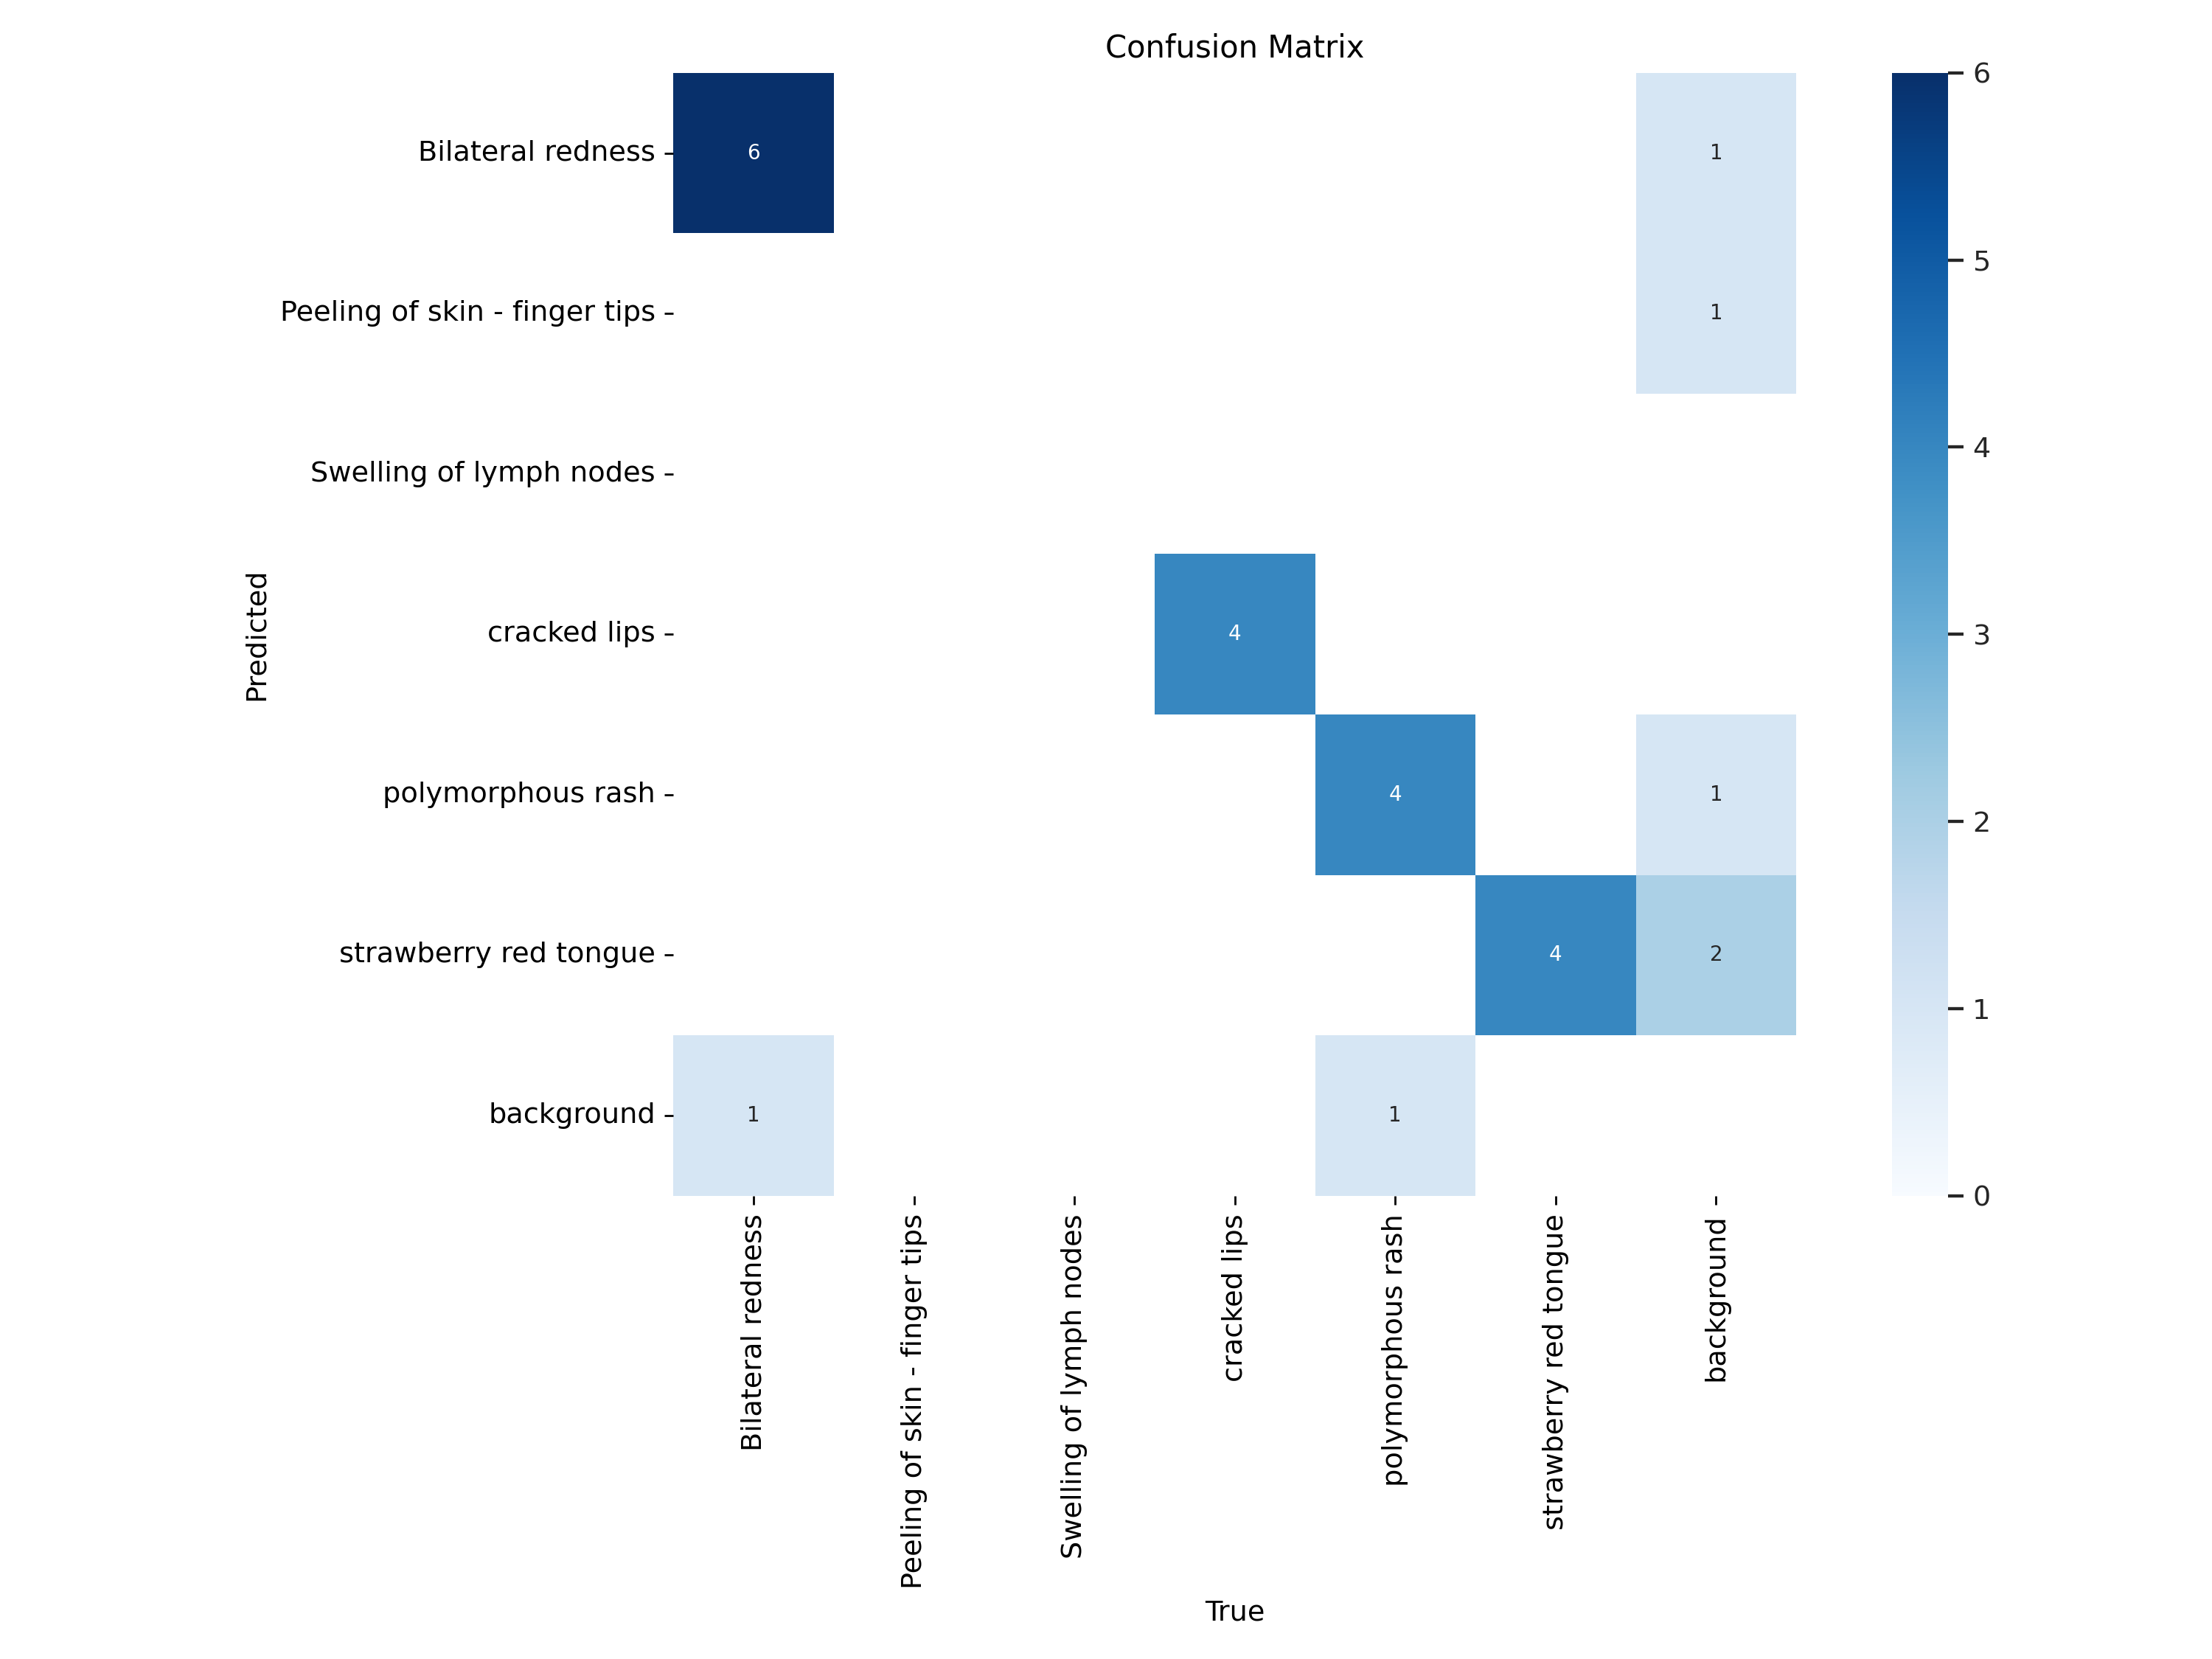 Confusion Matrix
Predicted
Bilateral redness
6
1
Peeling of skin - finger tips
1
Swelling of lymph nodes
cracked lips
4
polymorphous rash
4
1
strawberry red tongue
4
2
background
1
1
Bilateral redness
Peeling of skin - finger tips
Swelling of lymph nodes
cracked lips
polymorphous rash
strawberry red tongue
background
True
6
5
4
3
2
1
0